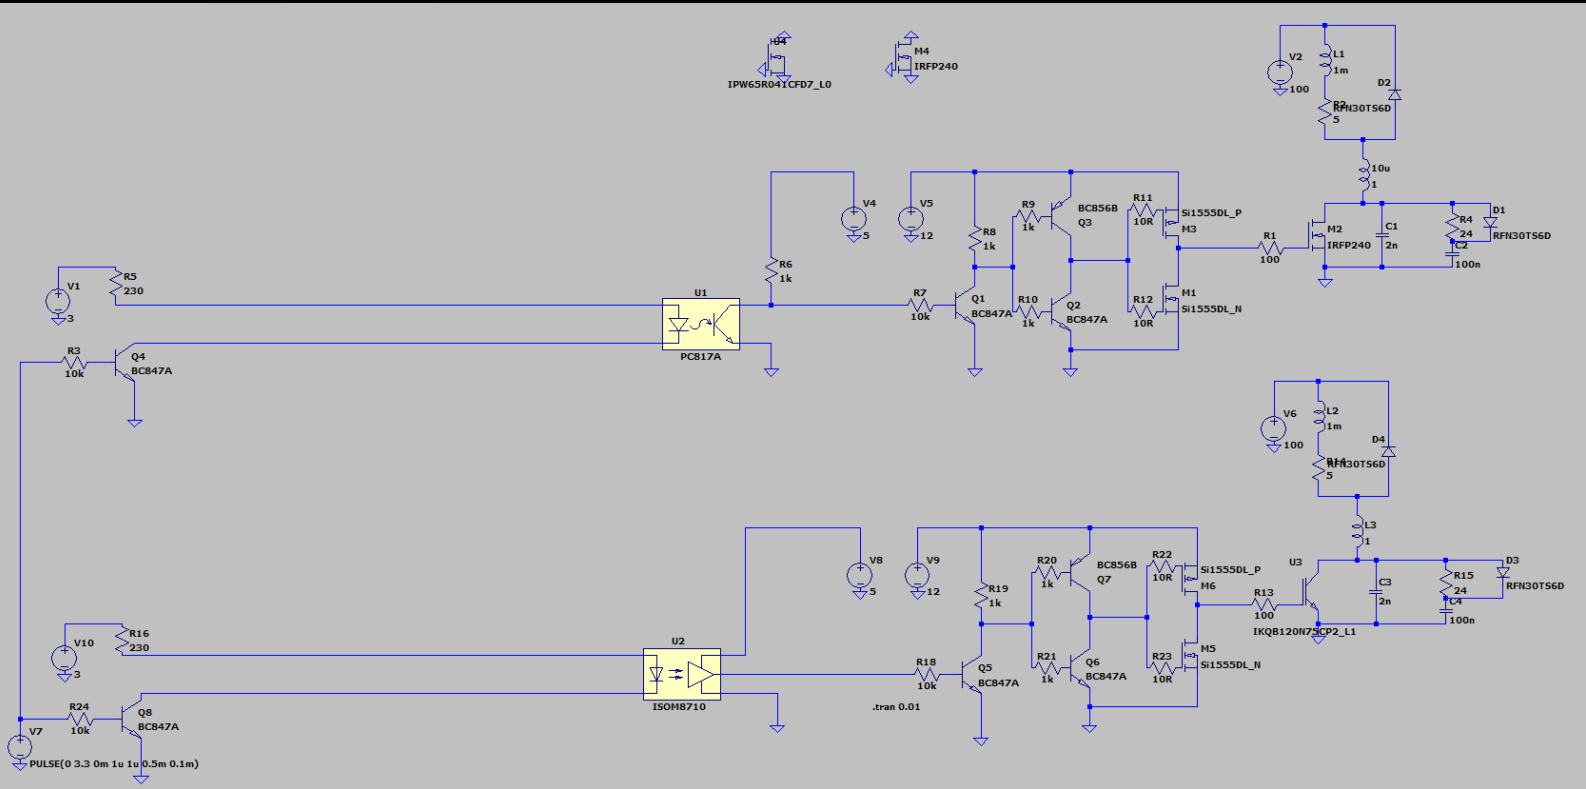 U4
IPW65R041CFD7_L0
M4
IRFP240
V2
100
L1
1m
D2
RFN30TS6D
R2
5
10u
1
V4
5
V5
12
R8
1k
R9
1k
BC856B
Q3
R11
10R
Si1555DL_P
M3
R1
100
M2
IRFP240
C1
2n
R4
24
C2
100n
D1
RFN30TS6D
V1
3
R5
230
R6
1k
U1
PC817A
R7
10k
Q1
BC847A
R10
1k
Q2
BC847A
R12
10R
M1
Si1555DL_N
R3
10k
Q4
BC847A
V6
100
L2
1m
D4
RFN30TS6D
R14
5
L3
1
V8
5
V9
12
R19
1k
R20
1k
BC856B
Q7
R22
10R
Si1555DL_P
M6
R13
100
U3
IKQB120N75CP2_L1
C3
2n
R15
24
C4
100n
D3
RFN30TS6D
V10
3
R16
230
U2
ISOM8710
R18
10k
Q5
BC847A
R21
1k
Q6
BC847A
R23
10R
M5
Si1555DL_N
.tran 0.01
R24
10k
Q8
BC847A
V7
PULSE(0 3.3 0m 1u 1u 0.5m 0.1m)